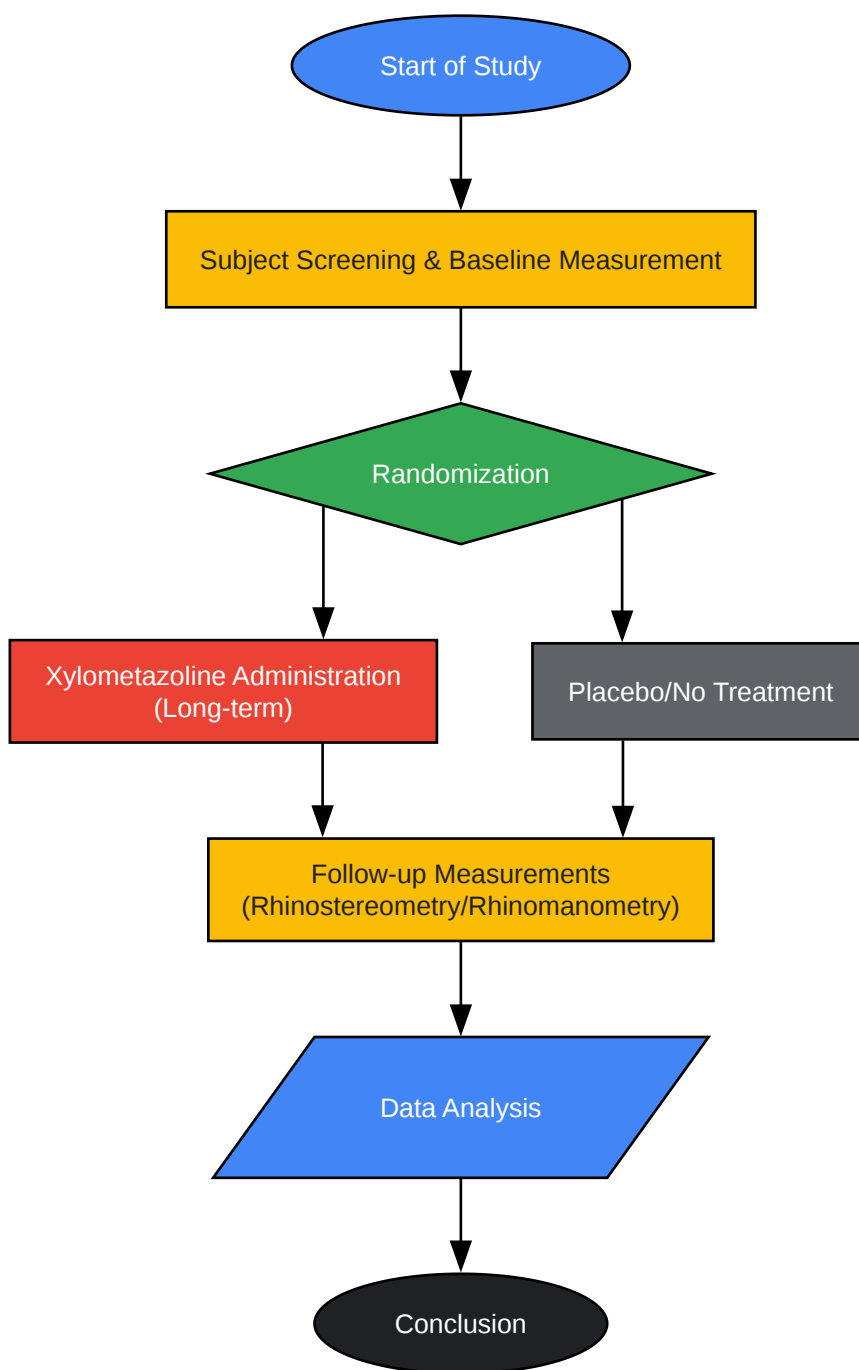 Start of Study
Subject Screening & Baseline Measurement
Randomization
Xylometazoline Administration
(Long-term)
Placebo/No Treatment
Follow-up Measurements
(Rhinostereometry/Rhinomanometry)
Data Analysis
Conclusion